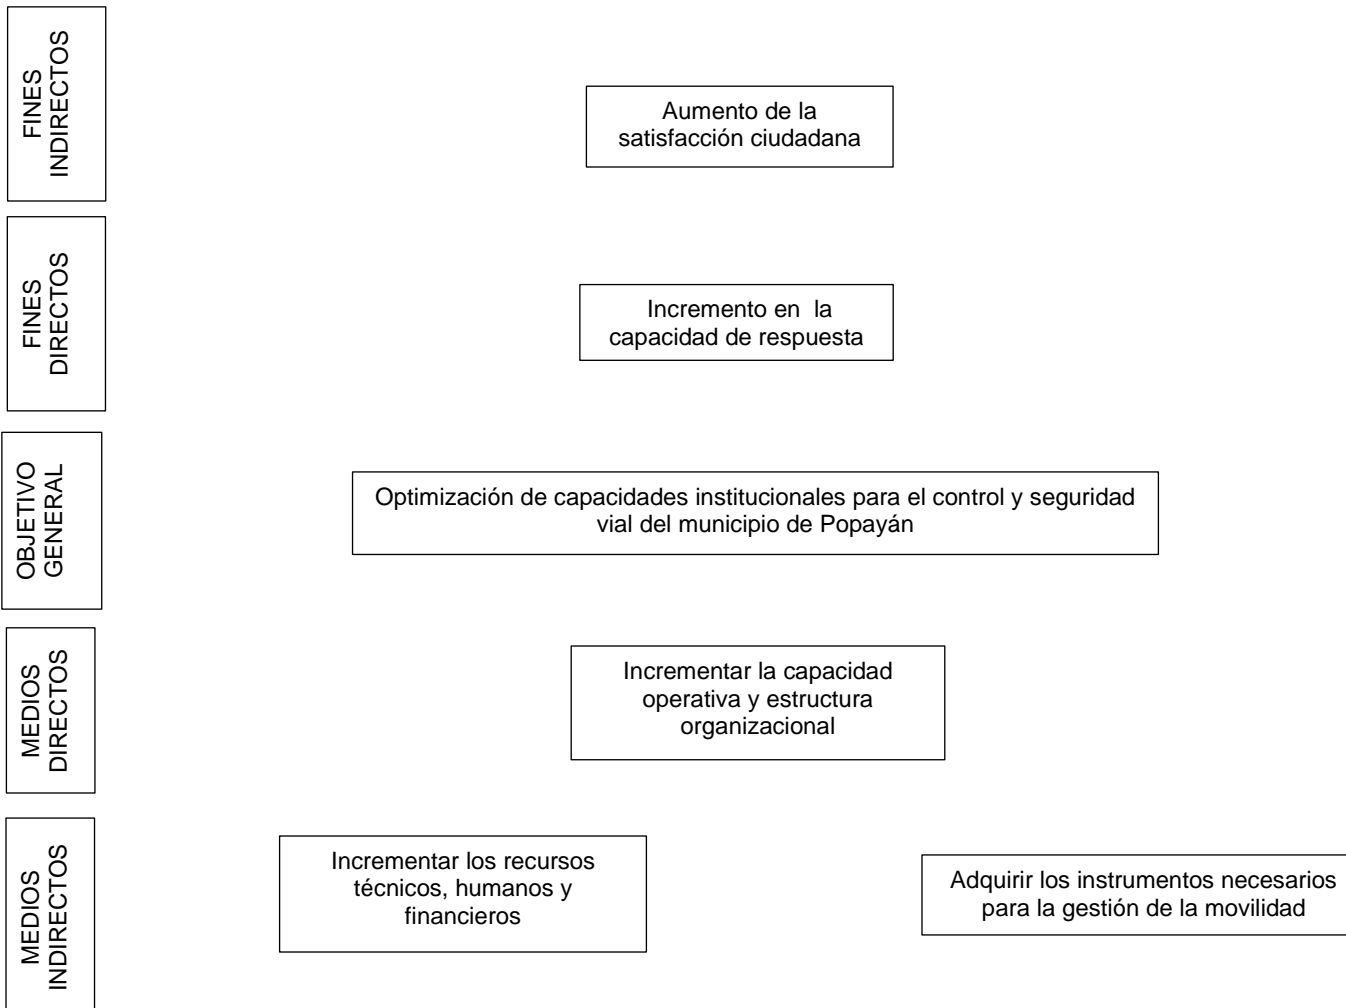 FINES
INDIRECTOS
Aumento de la
satisfacción ciudadana
FINES
DIRECTOS
Incremento en  la
capacidad de respuesta
OBJETIVO
GENERAL
Optimización de capacidades institucionales para el control y seguridad
vial del municipio de Popayán
MEDIOS
DIRECTOS
Incrementar la capacidad
operativa y estructura
organizacional
MEDIOS
INDIRECTOS
Incrementar los recursos
técnicos, humanos y
financieros
Adquirir los instrumentos necesarios
para la gestión de la movilidad